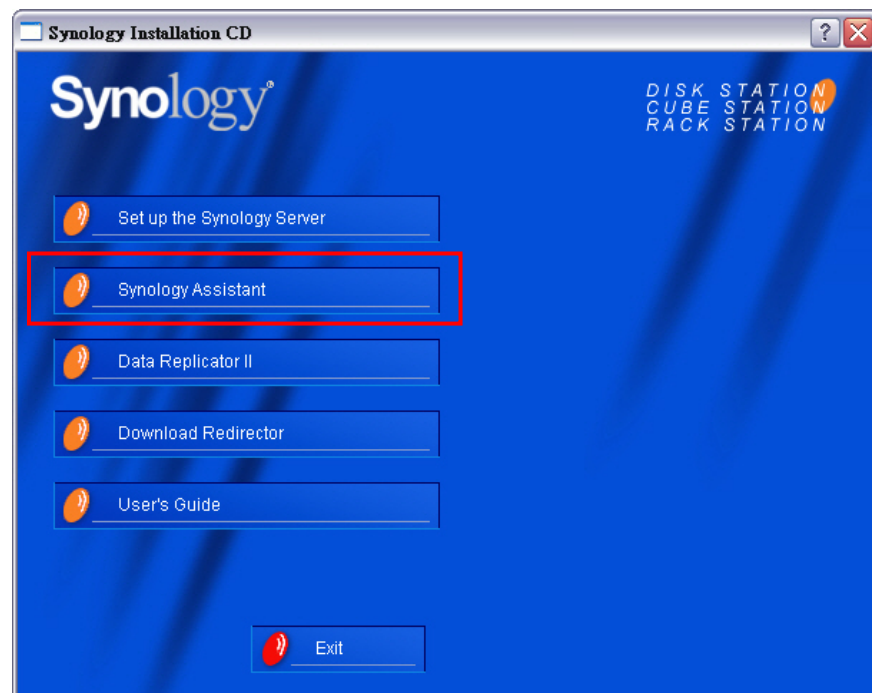 Synology Installation CD
Synology®
DISK STATION
CUBE STATION
RACK STATION
Set up the Synology Server
Synology Assistant
Data Replicator II
Download Redirector
User's Guide
Exit